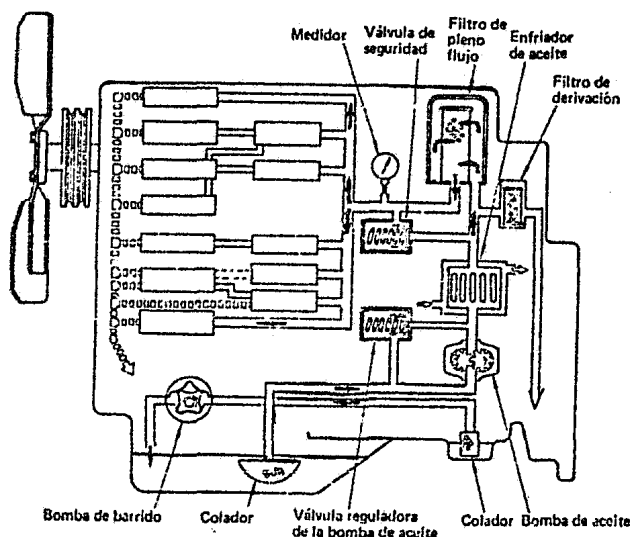 Medidor
Válvula de
seguridad
Filtro de
pleno
flujo
Enfriador
de aceite
Filtro de
derivación
Bomba de barrido
Colador
Válvula reguladora
de la bomba de aceite
Colador
Bomba de aceite